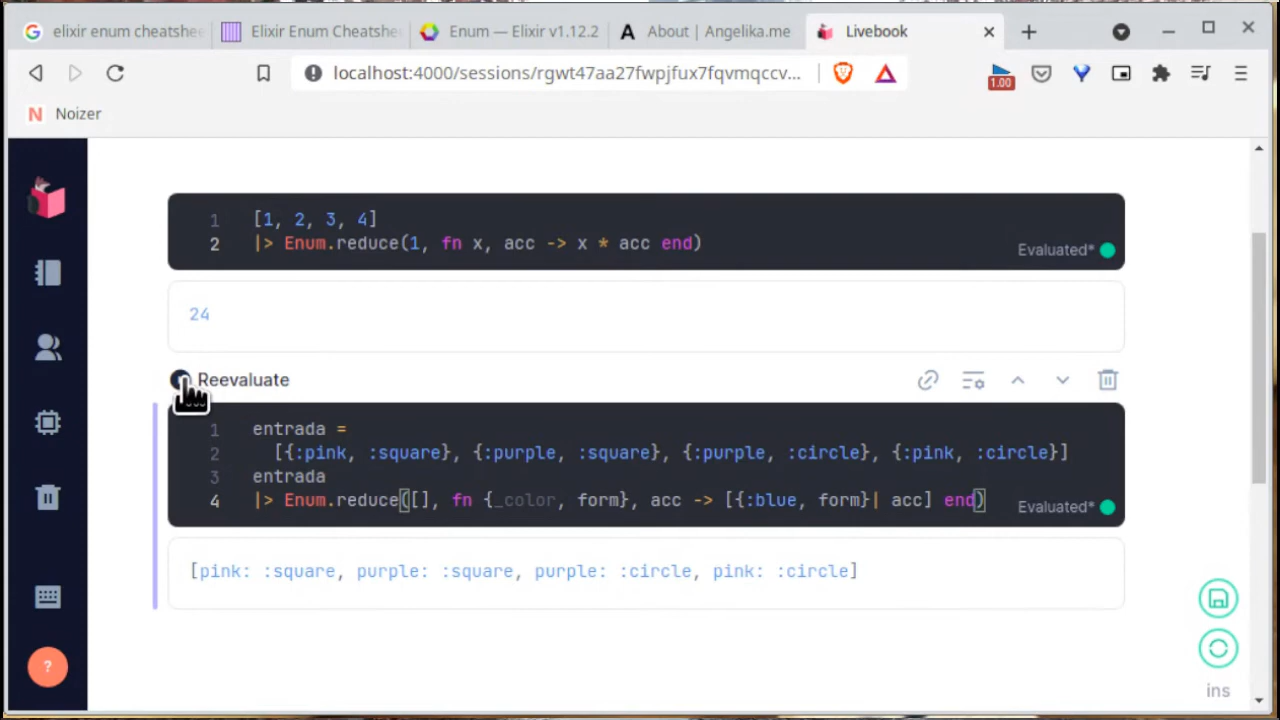 elixir enum cheatshee
Elixir Enum Cheatshe
Enum — Elixir v1.12.2
About | Angelika.me
Livebook
localhost:4000/sessions/rgwt47aa27fwpjfux7fqvmqccv...
1.00
Noizer
1 [1, 2, 3, 4]
2 |> Enum.reduce(1, fn x, acc -> x * acc end)
Evaluated*
24
Reevaluate
1 entrada =
2 [{:pink, :square}, {:purple, :square}, {:purple, :circle}, {:pink, :circle}]
3 entrada
4 |> Enum.reduce([], fn {_color, form}, acc -> [{:blue, form}| acc] end)
Evaluated*
[pink: :square, purple: :square, purple: :circle, pink: :circle]
?
ins